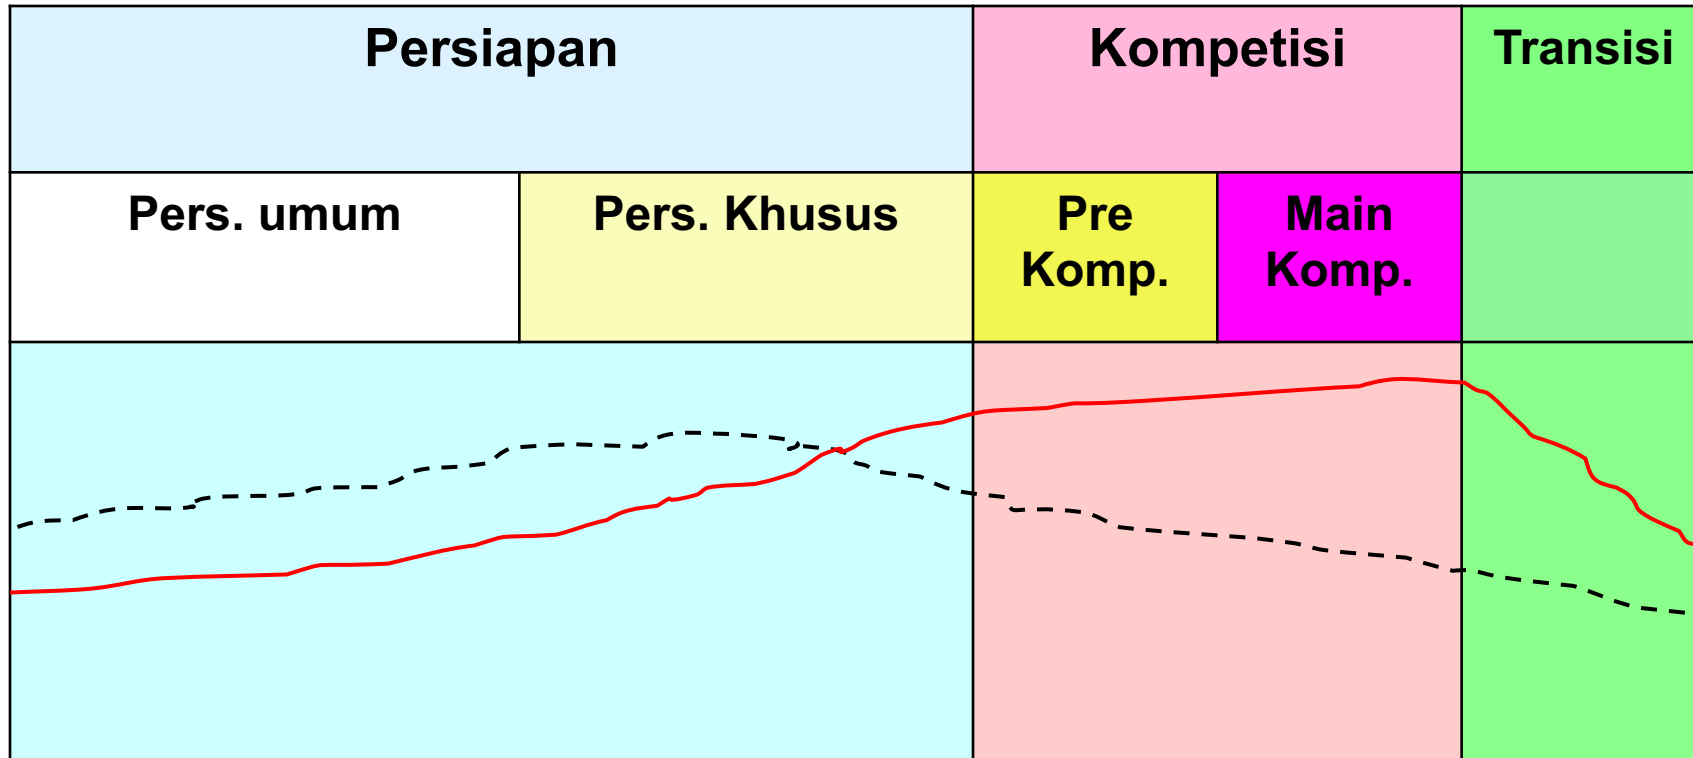 Persiapan
Kompetisi
Transisi
Pers. umum
Pers. Khusus
Pre
Komp.
Main
Komp.